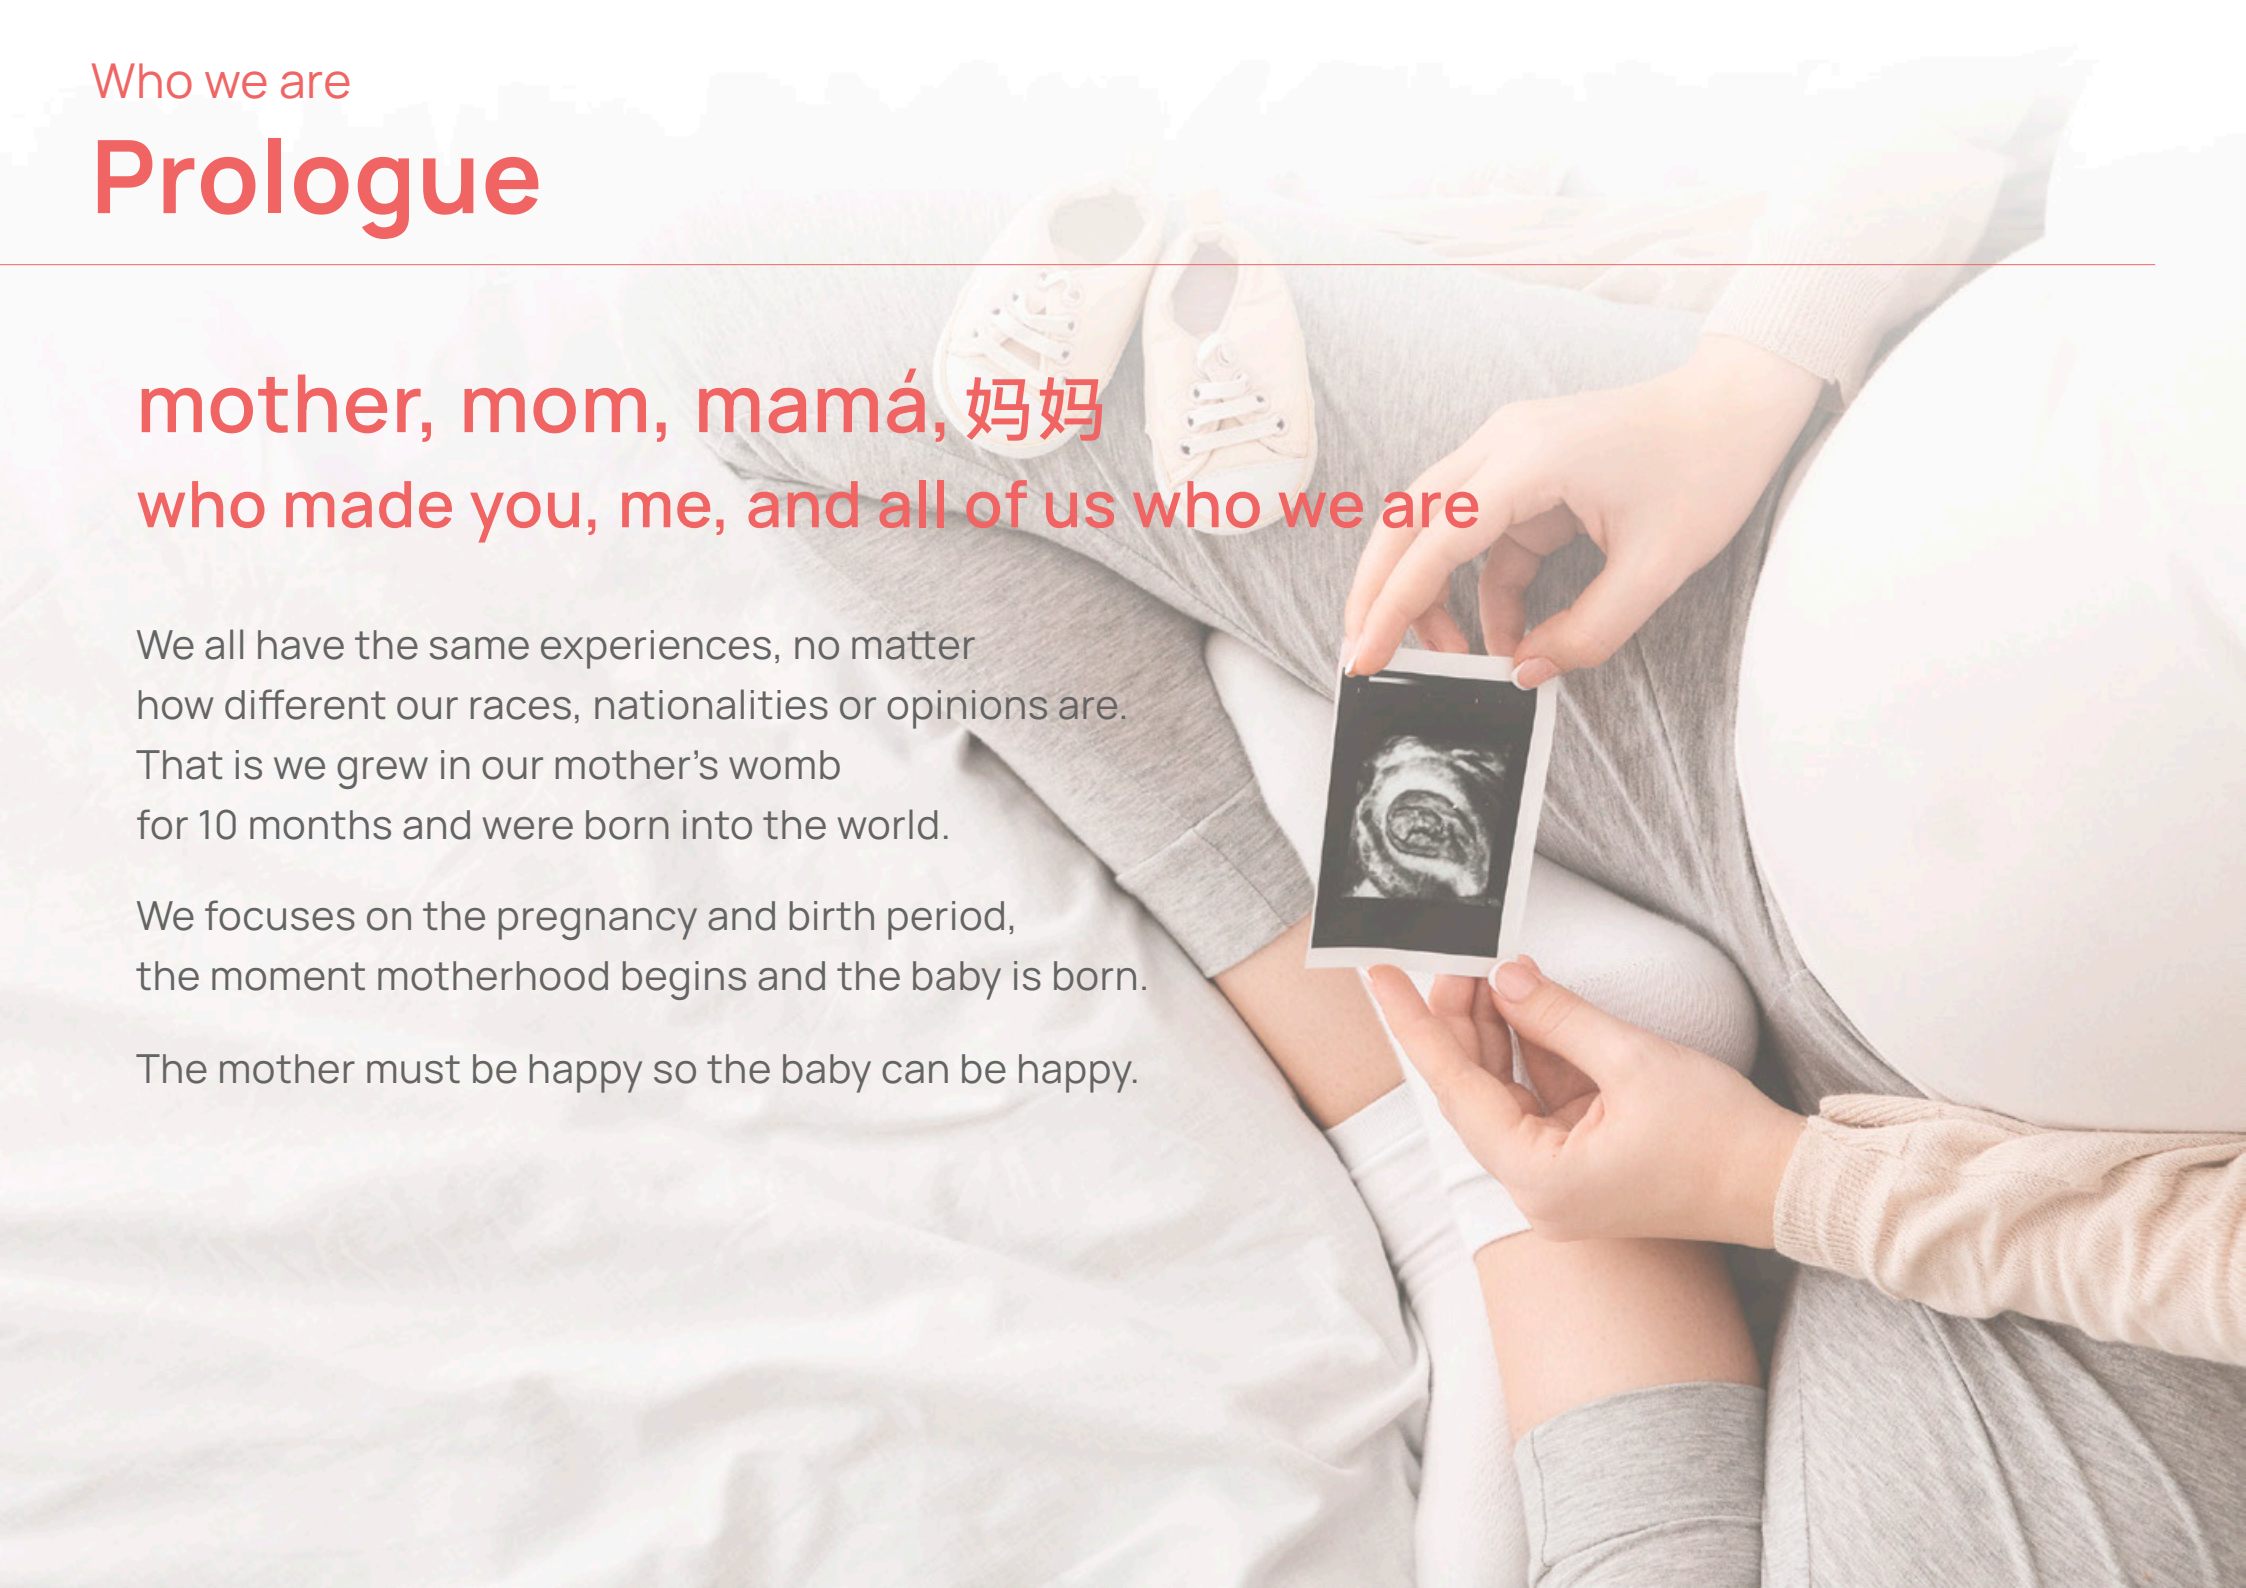 Who we are
Prologue
mother, mom, mamá, 妈妈
who made you, me, and all of us who we are
We all have the same experiences, no matter
how different our races, nationalities or opinions are.
That is we grew in our mother’s womb
for 10 months and were born into the world.
We focuses on the pregnancy and birth period,
the moment motherhood begins and the baby is born.
The mother must be happy so the baby can be happy.